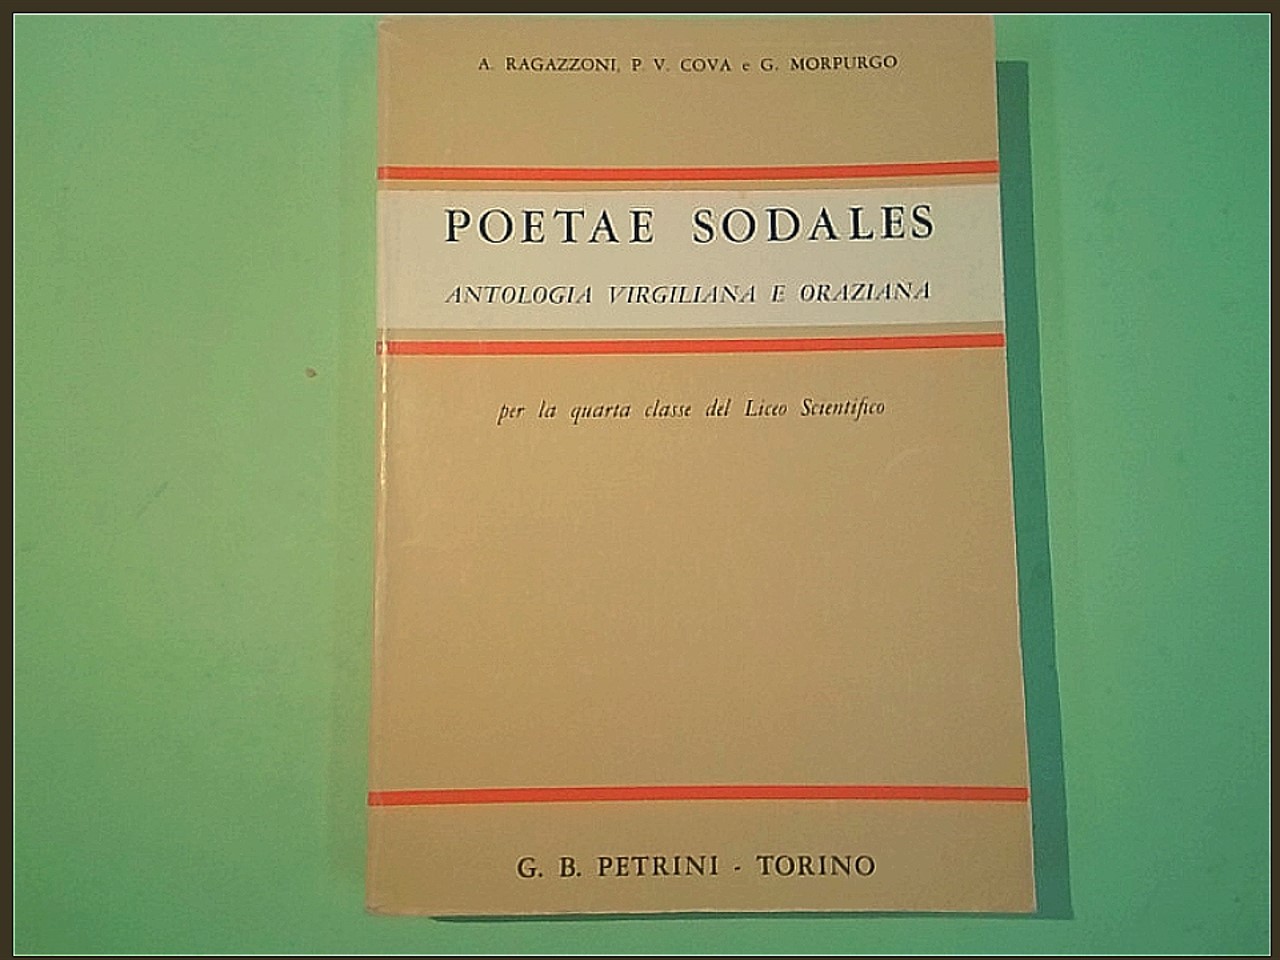 A. RAGAZZONI, P. V. COVA e G. MORPURGO
POETAE SODALES
ANTOLOGIA VIRGILIANA E ORAZIANA
per la quarta classe del Liceo Scientifico
G. B. PETRINI - TORINO